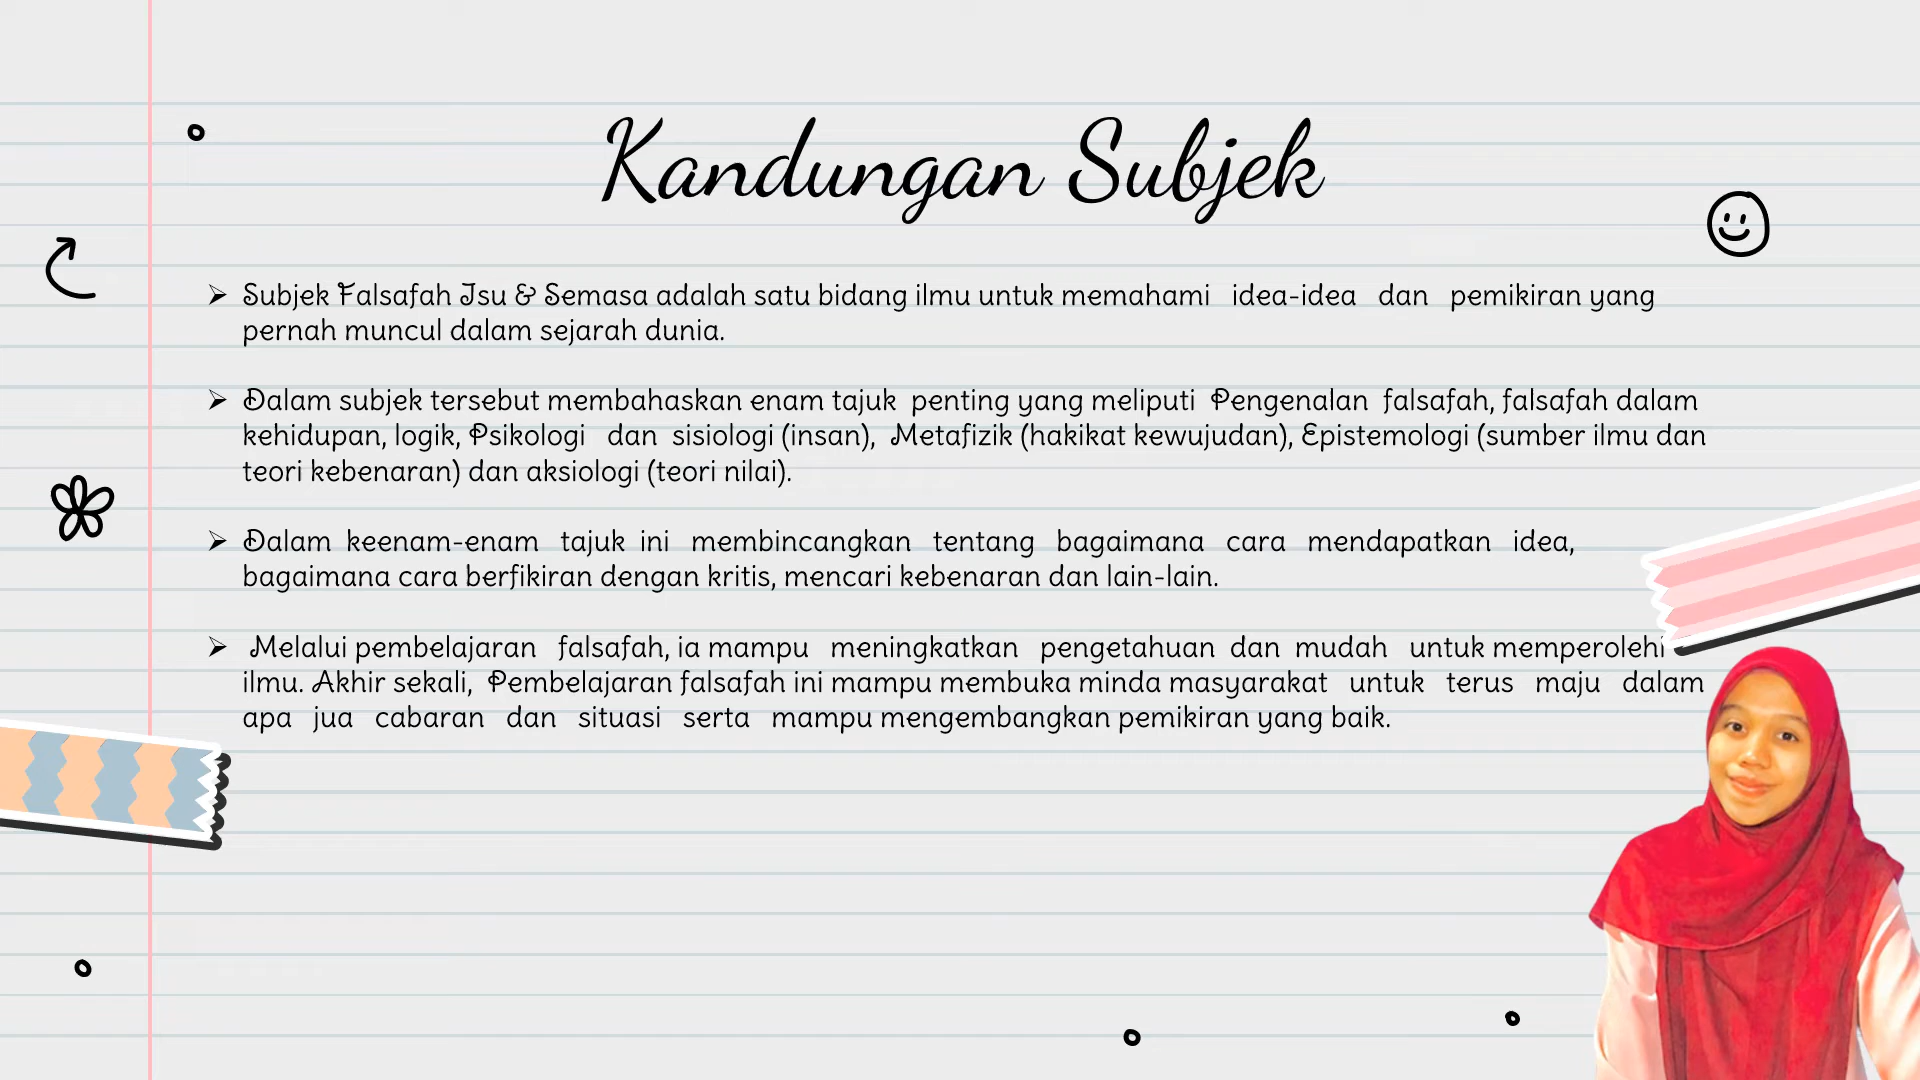 Kandungan Subjek
➢ Subjek Falsafah Isu & Semasa adalah satu bidang ilmu untuk memahami idea-idea dan pemikiran yang
pernah muncul dalam sejarah dunia.
➢ Dalam subjek tersebut membahaskan enam tajuk penting yang meliputi Pengenalan falsafah, falsafah dalam
kehidupan, logik, Psikologi dan sisiologi (insan), Metafizik (hakikat kewujudan), Epistemologi (sumber ilmu dan
teori kebenaran) dan aksiologi (teori nilai).
➢ Dalam keenam-enam tajuk ini membincangkan tentang bagaimana cara mendapatkan idea,
bagaimana cara berfikiran dengan kritis, mencari kebenaran dan lain-lain.
➢ Melalui pembelajaran falsafah, ia mampu meningkatkan pengetahuan dan mudah untuk memperolehi
ilmu. Akhir sekali, Pembelajaran falsafah ini mampu membuka minda masyarakat untuk terus maju dalam
apa jua cabaran dan situasi serta mampu mengembangkan pemikiran yang baik.